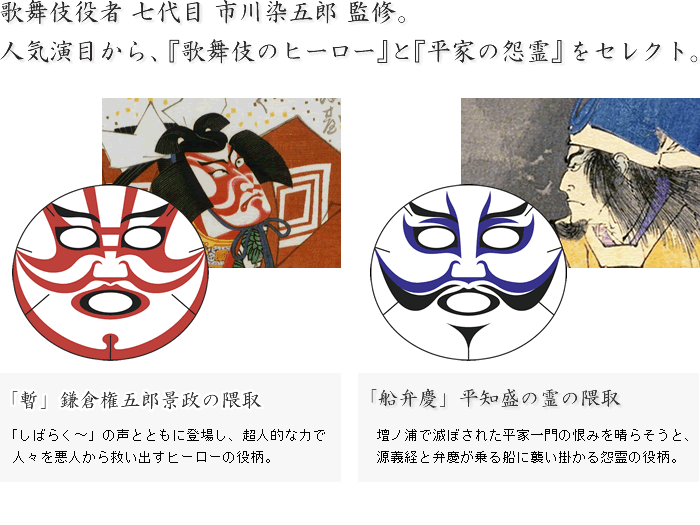 歌舞伎役者 七代目 市川染五郎 監修。
人気演目から、『歌舞伎のヒーロー』と『平家の怨霊』をセレクト。
「暫」鎌倉権五郎景政の隈取
「しばらく～」の声とともに登場し、超人的な力で
人々を悪人から救い出すヒーローの役柄。
「船弁慶」平知盛の霊の隈取
壇ノ浦で滅ぼされた平家一門の恨みを晴らそうと、
源義経と弁慶が乗る船に襲い掛かる怨霊の役柄。